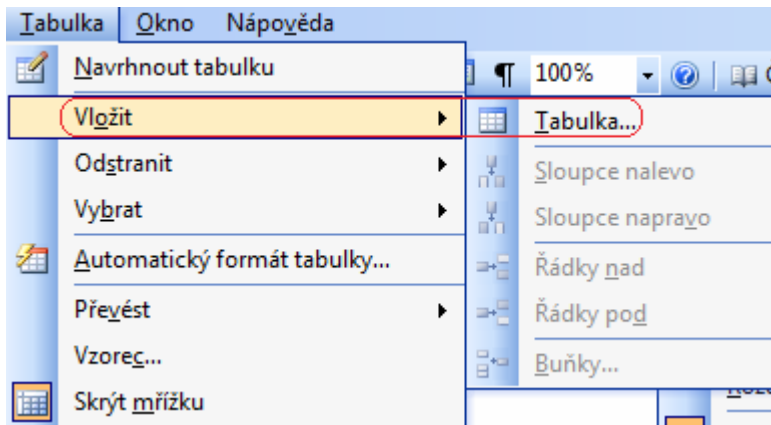 Tabulka Okno Nápověda
Navrhnout tabulku
100%
Vložit
Tabulka...
Odstranit
Sloupce nalevo
Vybrat
Sloupce napravo
Automatický formát tabulky...
Řádky nad
Převést
Řádky pod
Vzorec...
Buňky...
Skrýt mřížku